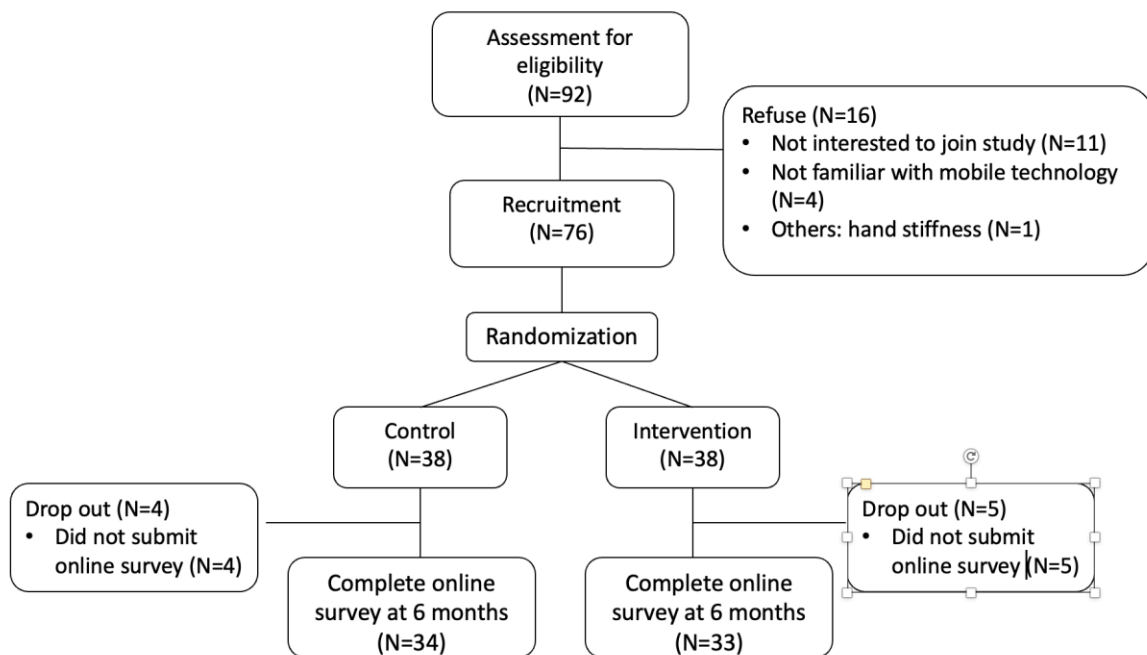 Assessment for
eligibility
(N=92)
Refuse (N=16)
• Not interested to join study (N=11)
• Not familiar with mobile technology
(N=4)
• Others: hand stiffness (N=1)
Recruitment
(N=76)
Randomization
Control
(N=38)
Intervention
(N=38)
Drop out (N=4)
• Did not submit
online survey (N=4)
Drop out (N=5)
• Did not submit
online survey (N=5)
Complete online
survey at 6 months
(N=34)
Complete online
survey at 6 months
(N=33)